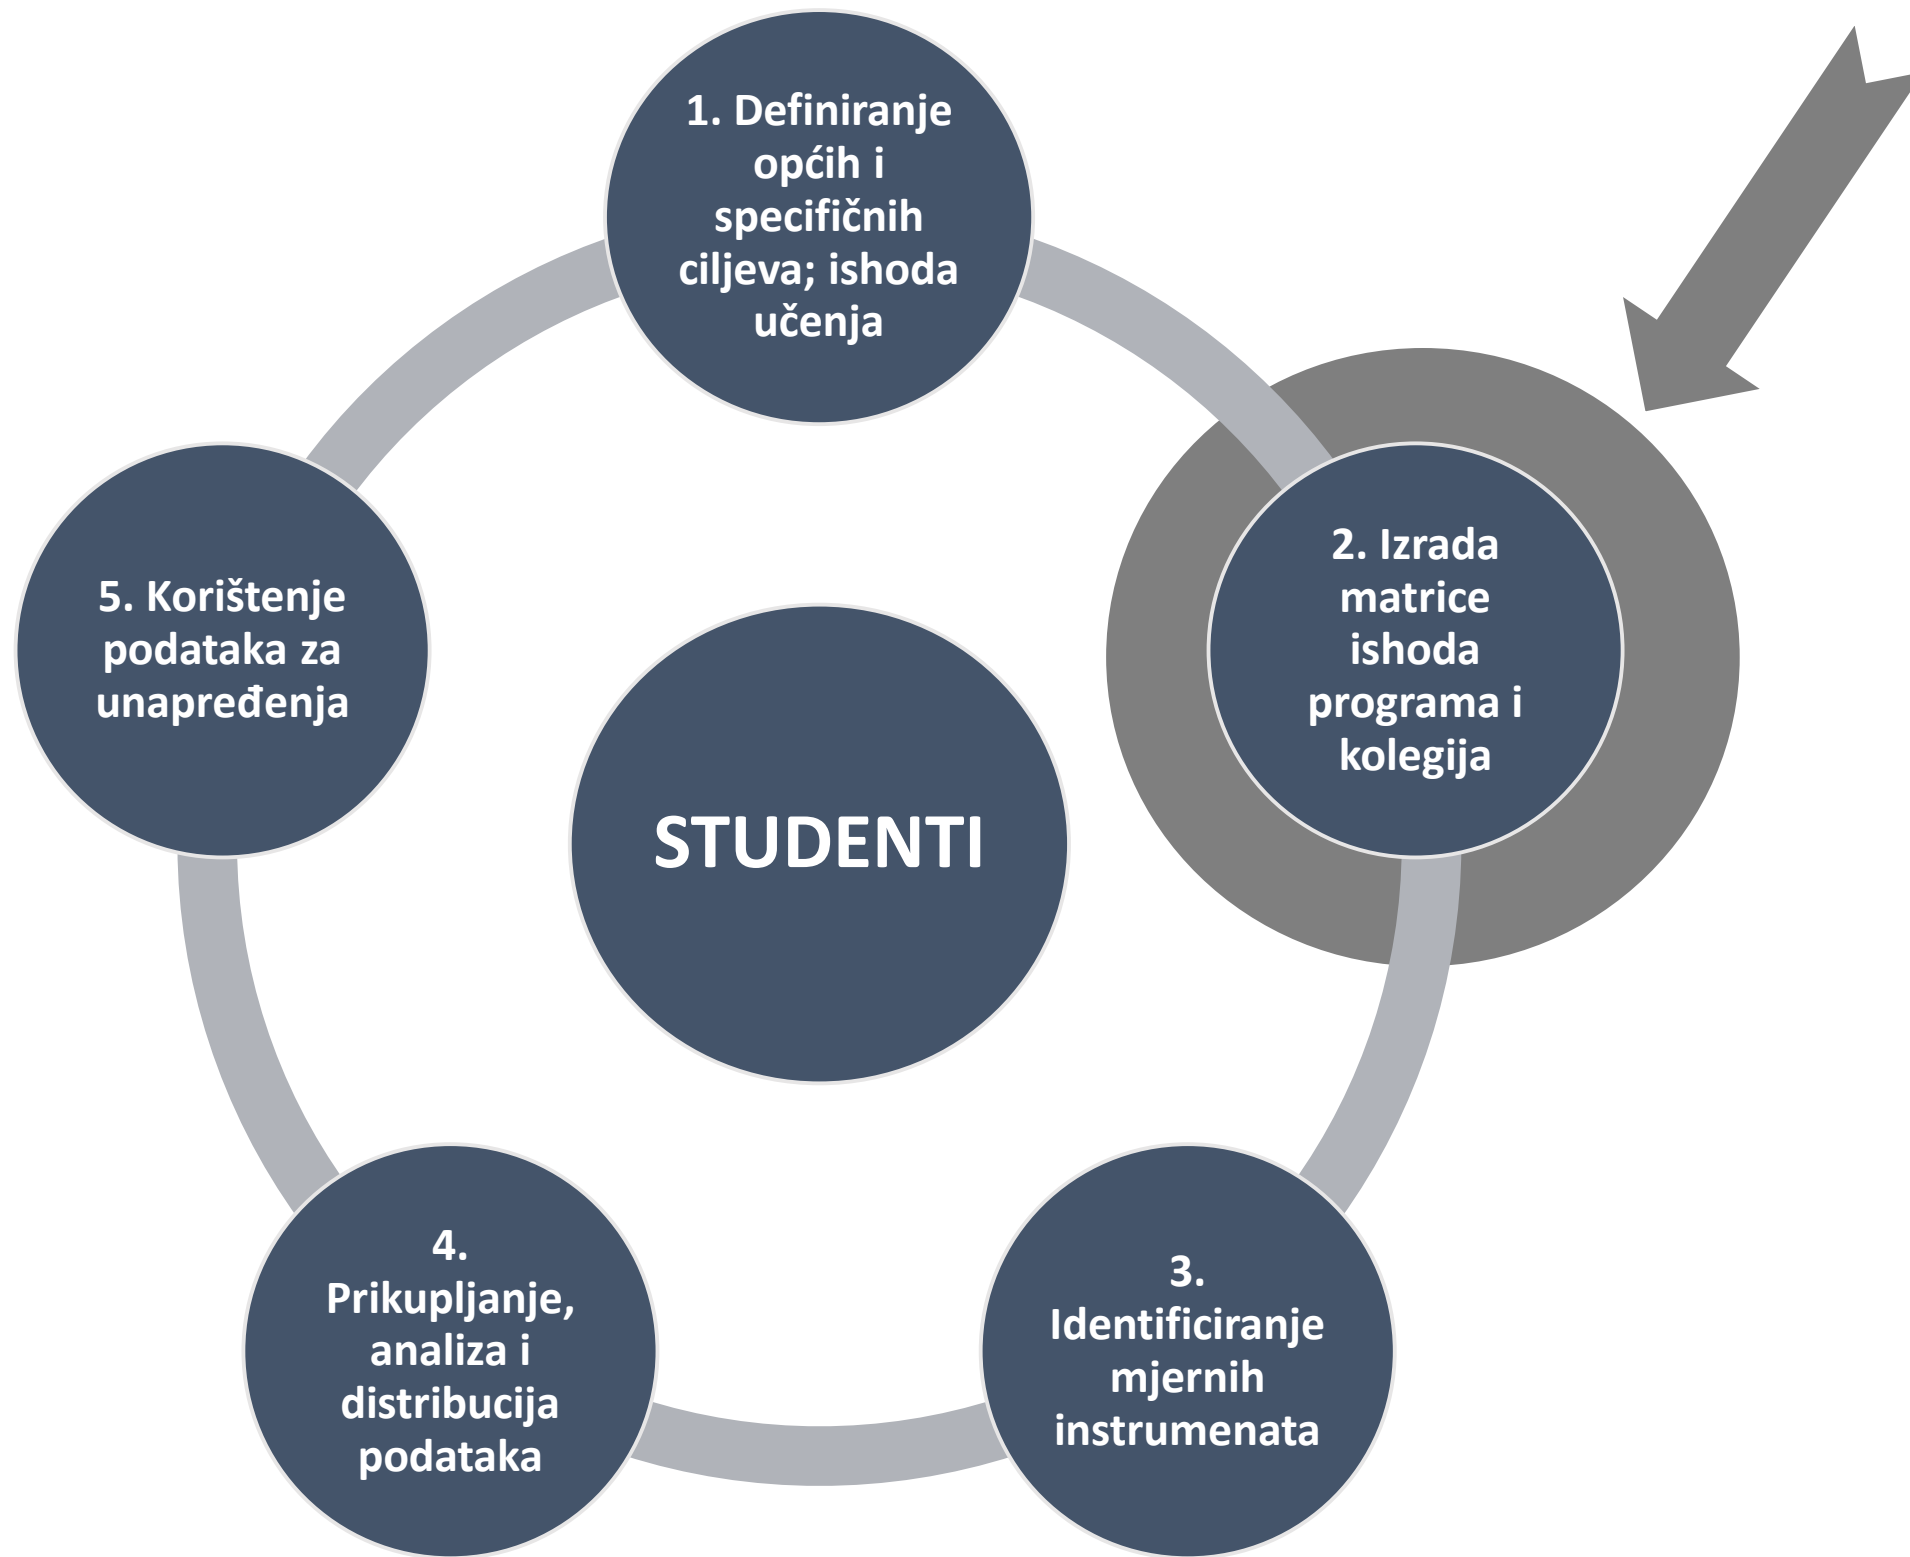 1. Definiranje
općih i
specifičnih
ciljeva; ishoda
učenja
2. Izrada
matrice
ishoda
programa i
kolegija
3.
Identificiranje
mjernih
instrumenata
4.
Prikupljanje,
analiza i
distribucija
podataka
5. Korištenje
podataka za
unapređenja
STUDENTI